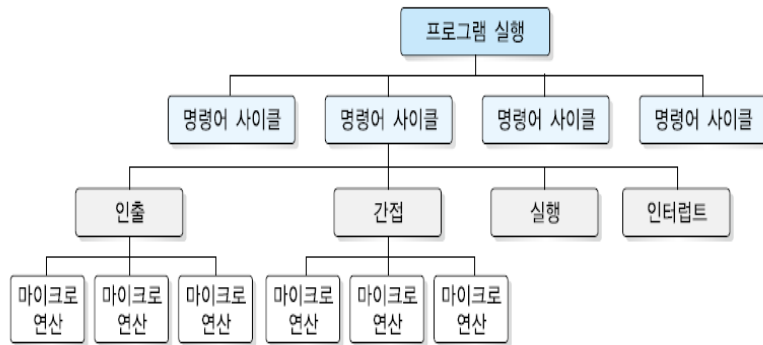 프로그램 실행
명령어 사이클 명령어 사이클 명령어 사이클 명령어 사이클
인출 간접 실행 인터럽트
마이크로 마이크로 마이크로 마이크로 마이크로 마이크로
연산 연산 연산 연산 연산 연산